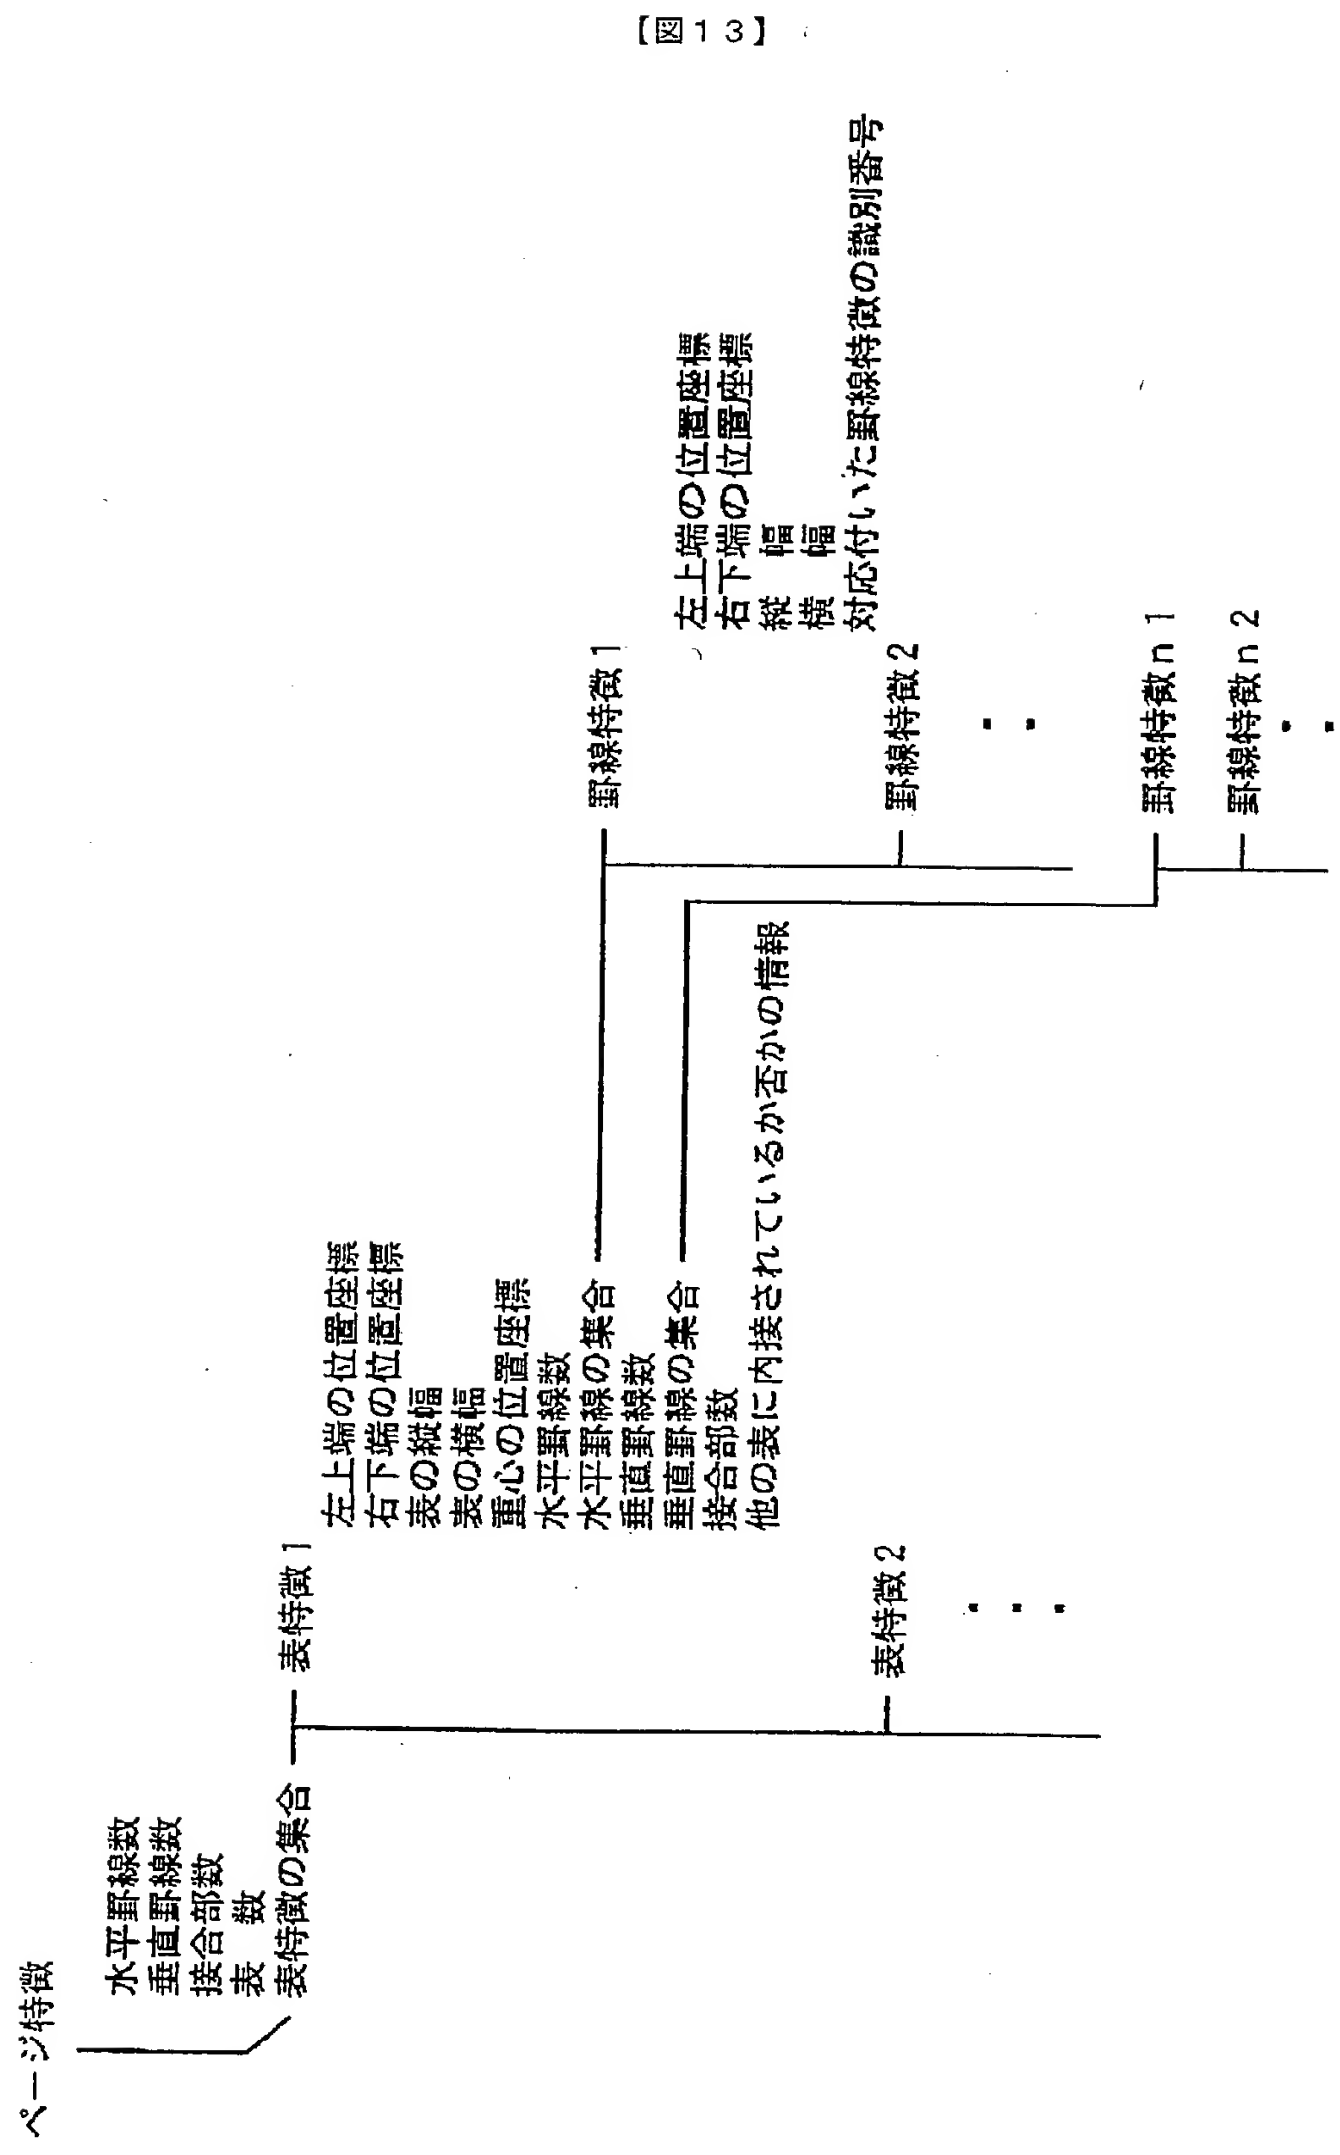 【図13】
ページ特徴
水平罫線数
垂直罫線数
接合部数
表 数
表特徴の集合
表特徴1
左上端の位置座標
右下端の位置座標
表の縦幅
表の横幅
重心の位置座標
水平罫線数
水平罫線の集合
垂直罫線数
垂直罫線の集合
接合部数
他の表に内接されているか否かの情報
表特徴2
罫線特徴1
左上端の位置座標
右下端の位置座標
縦 幅
横 幅
対応付いた罫線特徴の識別番号
罫線特徴2
罫線特徴n1
罫線特徴n2